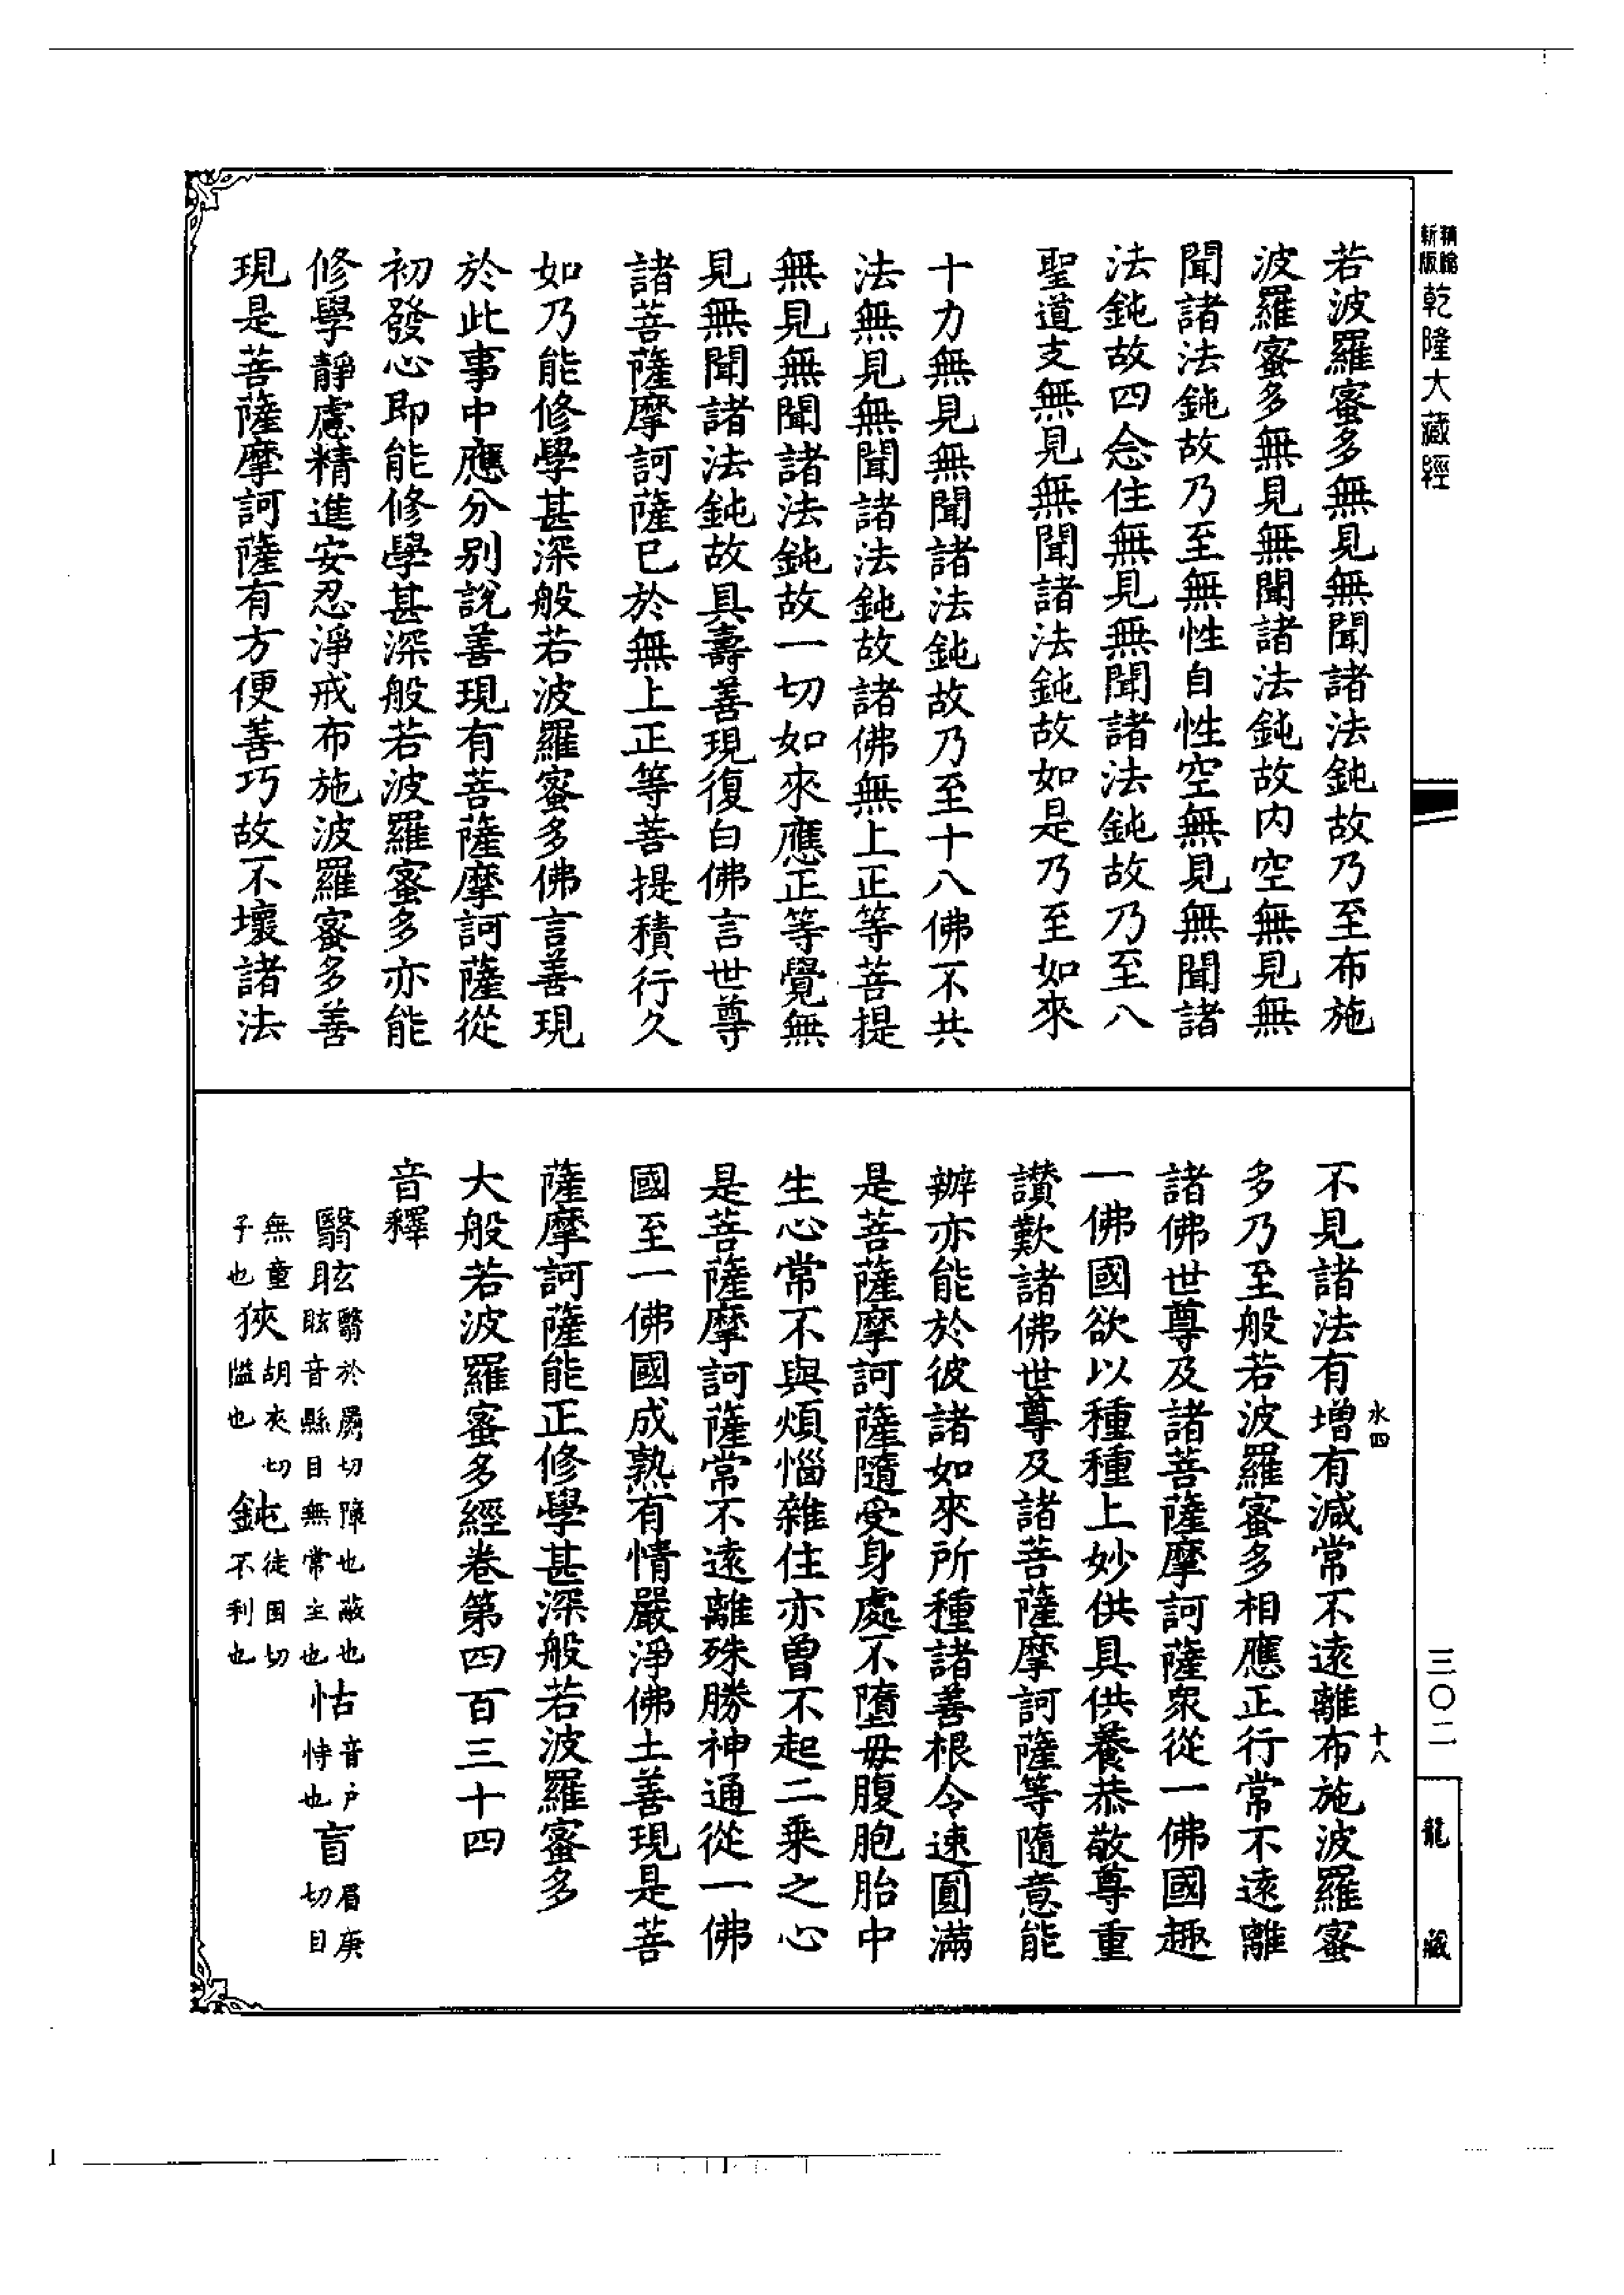 新版
精縮
乾隆大藏經
若波羅蜜多無見無聞諸法鈍故乃至布施
波羅蜜多無見無聞諸法鈍故內空無見無
聞諸法鈍故乃至無性自性空無見無聞諸
法鈍故四念住無見無聞諸法鈍故乃至八
聖道支無見無聞諸法鈍故如是乃至如來
十力無見無聞諸法鈍故乃至十八佛不共
法無見無聞諸法鈍故諸佛無上正等菩提
無見無聞諸法鈍故一切如來應正等覺無
見無聞諸法鈍故具壽善現復白佛言世尊
諸菩薩摩訶薩已於無上正等菩提積行久
如乃能修學甚深般若波羅蜜多佛言善現
於此事中應分別說善現有菩薩摩訶薩從
初發心即能修學甚深般若波羅蜜多亦能
修學靜慮精進安忍淨戒布施波羅蜜多善
現是菩薩摩訶薩有方便善巧故不壞諸法
不見諸法有增有減常不遠離布施波羅蜜
多乃至般若波羅蜜多相應正行常不遠離
諸佛世尊及諸菩薩摩訶薩眾從一佛國趣
一佛國欲以種種上妙供具供養恭敬尊重
讚歎諸佛世尊及諸菩薩摩訶薩等隨意能
辦亦能於彼諸如來所種諸善根令速圓滿
是菩薩摩訶薩隨受身處不墮母腹胞胎中
生心常不與煩惱雜住亦曾不起二乘之心
是菩薩摩訶薩常不遠離殊勝神通從一佛
國至一佛國成熟有情嚴淨佛土善現是菩
薩摩訶薩能正修學甚深般若波羅蜜多
大般若波羅蜜多經卷第四百三十四
音釋
翳眩翳於罽切障也蔽也眩音縣目無常主也怙音戶恃也盲眉庚切目
無童子也狹胡夾切隘也鈍徒困切不利也
水四
十八
三〇二
龍藏